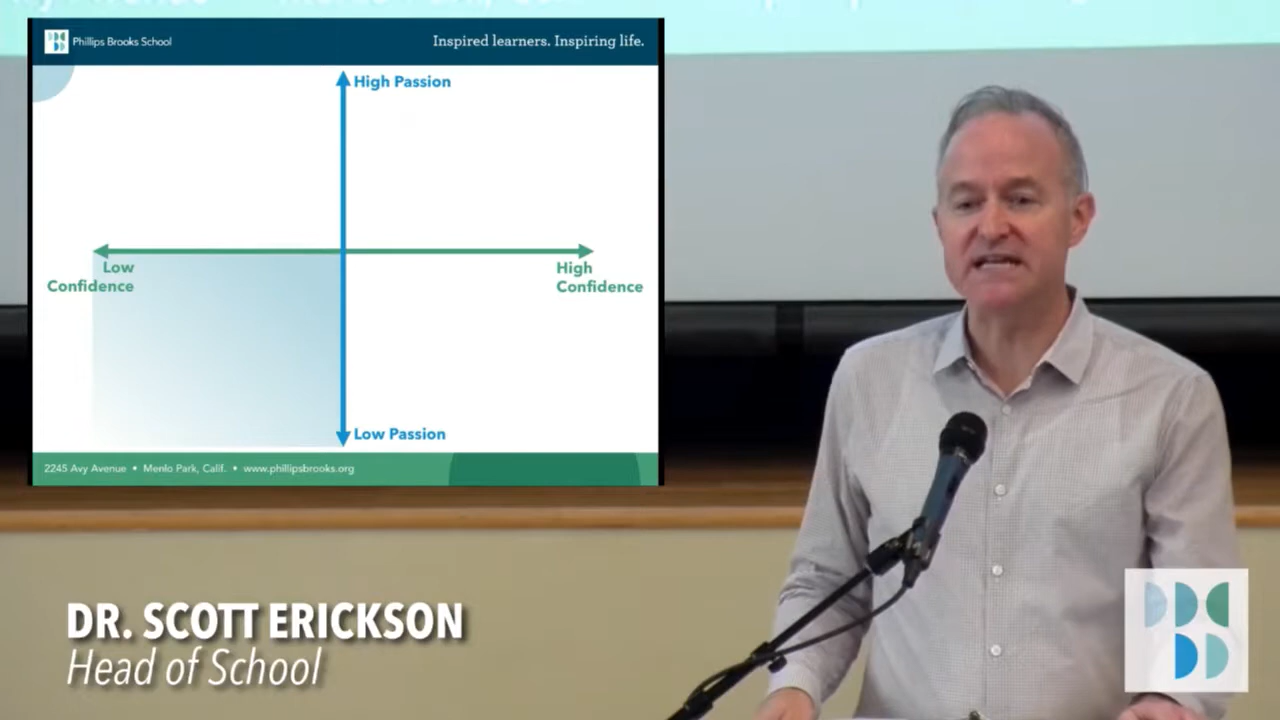 Phillips Brooks School
Inspired learners. Inspiring life.
High Passion
Low
Confidence
High
Confidence
Low Passion
2245 Avy Avenue • Menlo Park, Calif. • www.phillipsbrooks.org
DR. SCOTT ERICKSON
Head of School